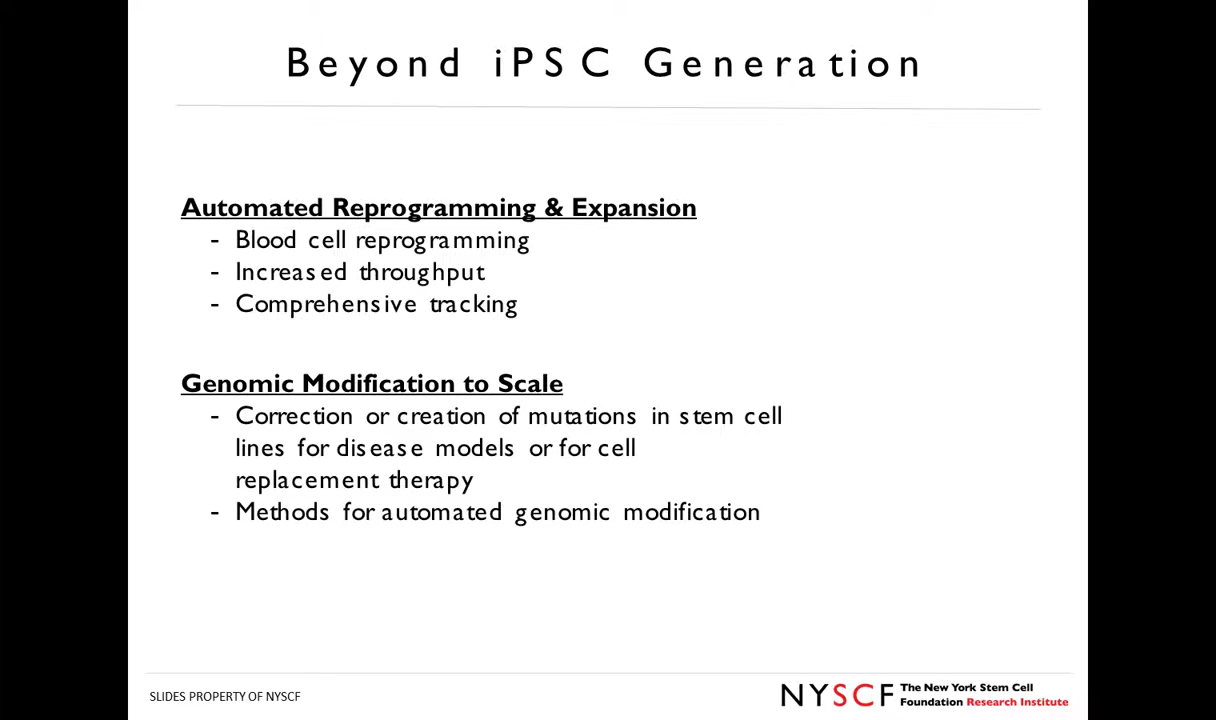 Beyond iPSC Generation
Automated Reprogramming & Expansion
- Blood cell reprogramming
- Increased throughput
- Comprehensive tracking
Genomic Modification to Scale
- Correction or creation of mutations in stem cell
lines for disease models or for cell
replacement therapy
- Methods for automated genomic modification
SLIDES PROPERTY OF NYSCF
NYSCF
The New York Stem Cell
Foundation Research Institute